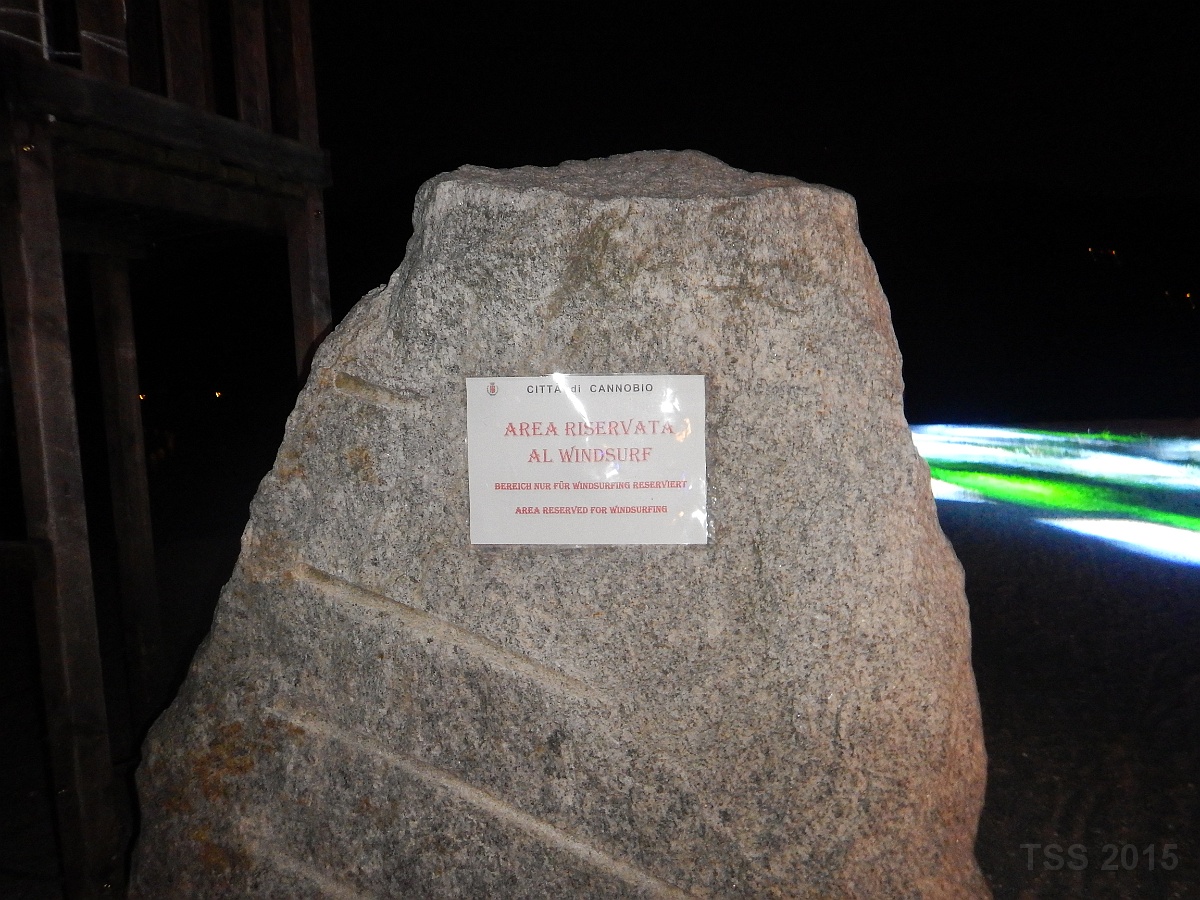 CITTA' di CANNOBIO
AREA RISERVATA
AL WINDSURF
BEREICH NUR FÜR WINDSURFING RESERVIERT
AREA RESERVED FOR WINDSURFING
TSS 2015